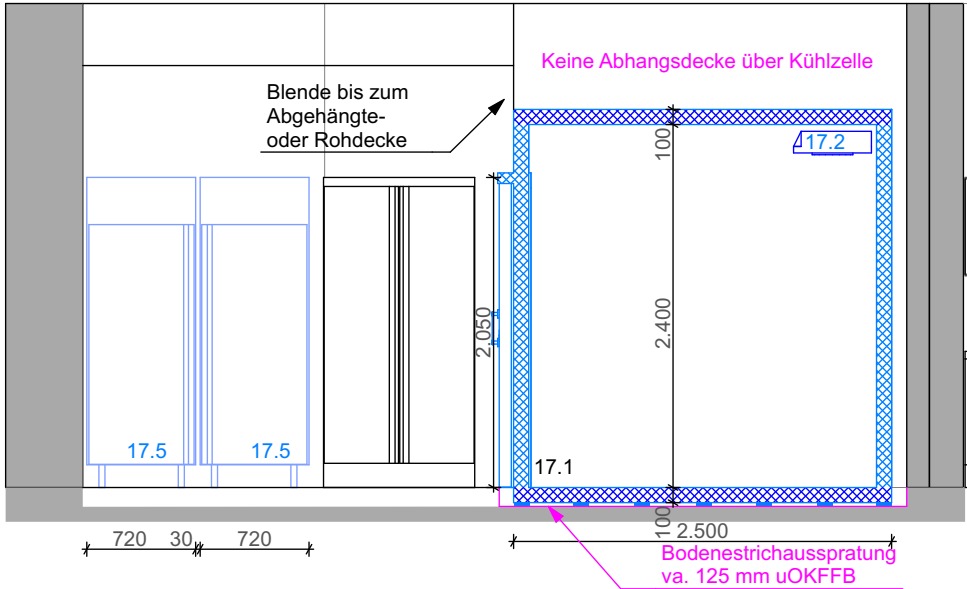 Keine Abhangsdecke über Kühlzelle
Blende bis zum
Abgehängte-
oder Rohdecke
100
17.2
2.050
2.400
17.5
17.5
17.1
100
2.500
720
30
720
Bodenestrichausspratung
va. 125 mm uOKFFB